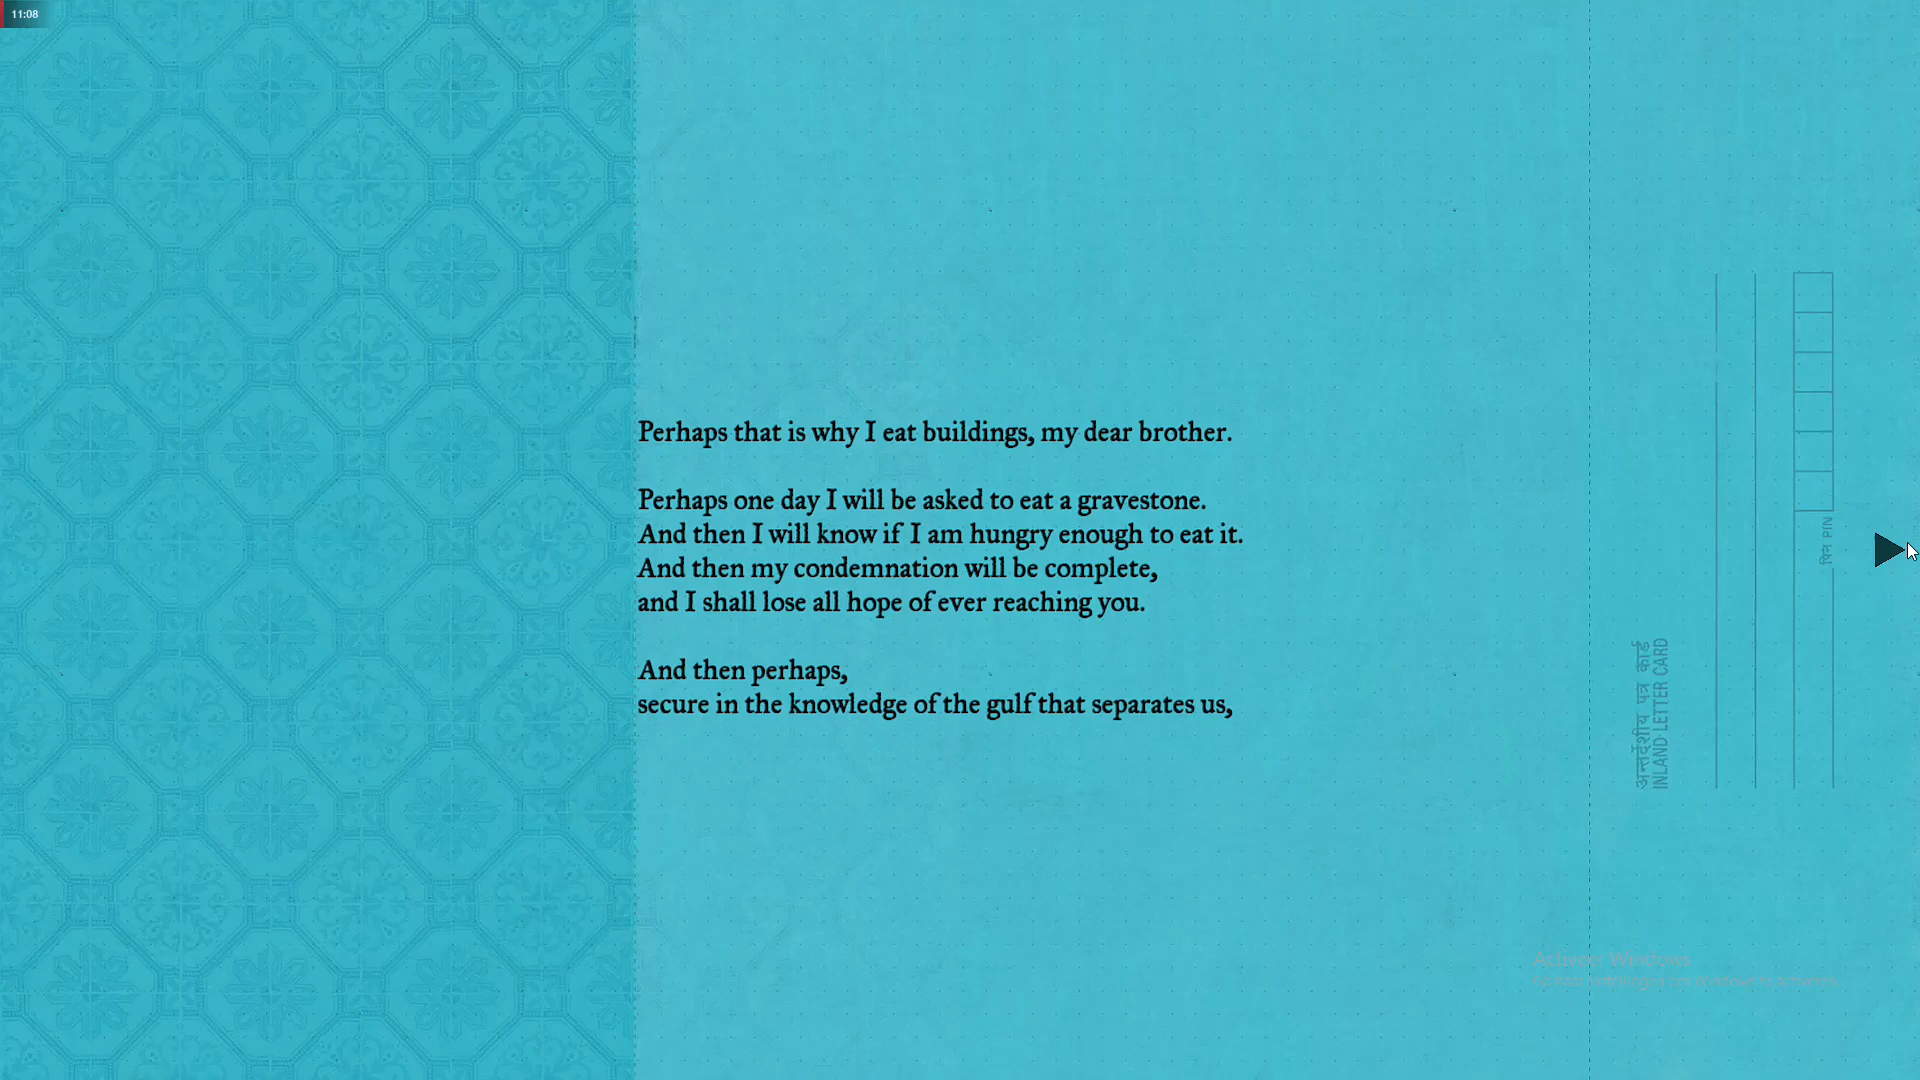 11:08
Perhaps that is why I eat buildings, my dear brother.
Perhaps one day I will be asked to eat a gravestone.
And then I will know if I am hungry enough to eat it.
And then my condemnation will be complete,
and I shall lose all hope of ever reaching you.
And then perhaps,
secure in the knowledge of the gulf that separates us,
पिन PIN
अन्तर्देशीय पत्र कार्ड
INLAND LETTER CARD
Activeer Windows